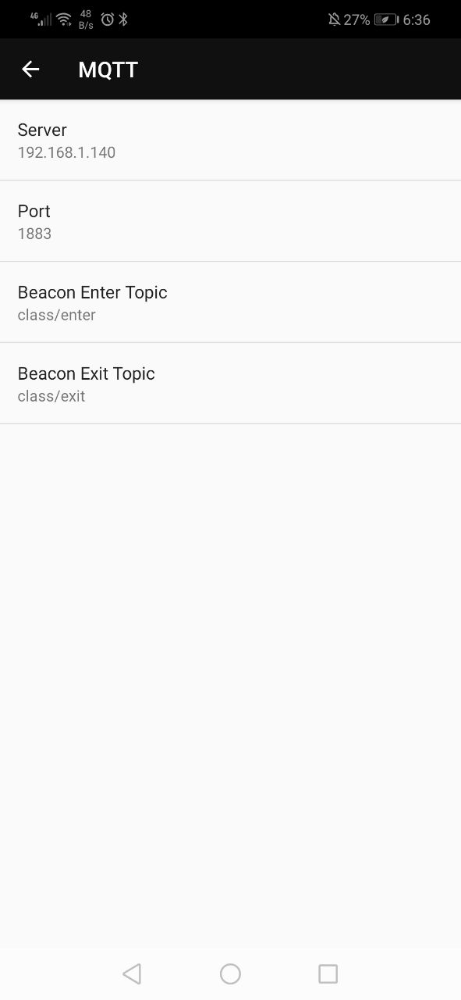 4G 48 B/s 27% 6:36
MQTT
Server
192.168.1.140
Port
1883
Beacon Enter Topic
class/enter
Beacon Exit Topic
class/exit